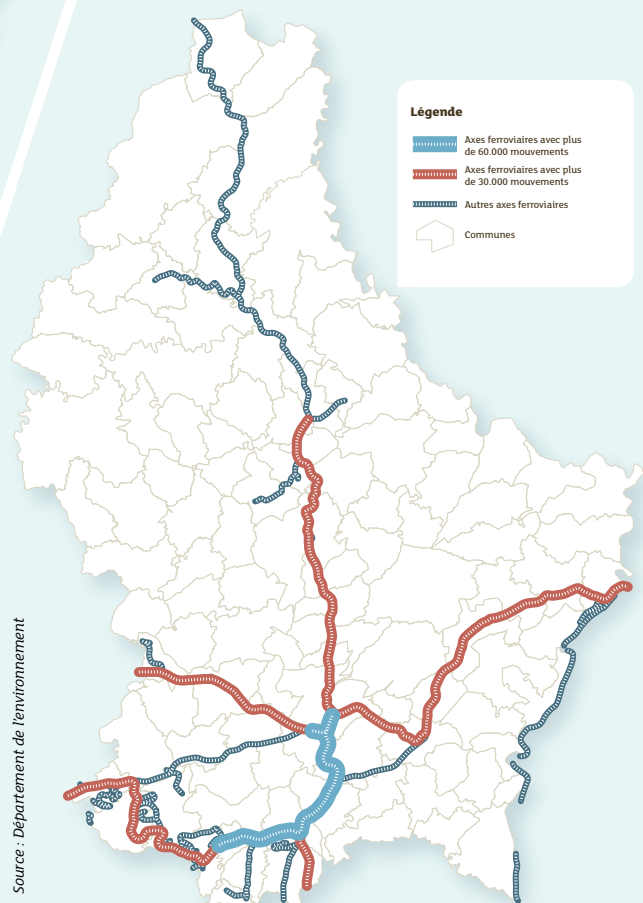 Légende
Axes ferroviaires avec plus
de 60.000 mouvements
Axes ferroviaires avec plus
de 30.000 mouvements
Autres axes ferroviaires
Communes
Source : Département de l'environnement